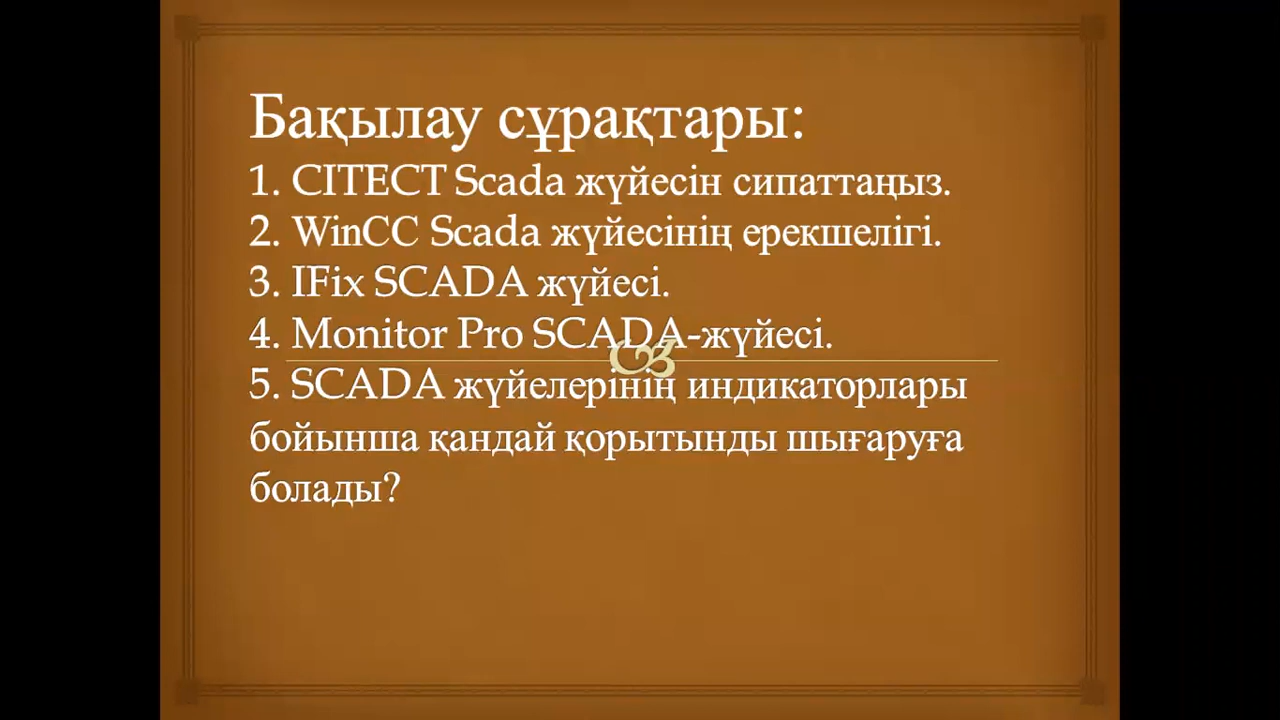 Бақылау сұрақтары:
1. CITECT Scada жүйесін сипаттаңыз.
2. WinCC Scada жүйесінің ерекшелігі.
3. IFix SCADA жүйесі.
4. Monitor Pro SCADA-жүйесі.
5. SCADA жүйелерінің индикаторлары
бойынша қандай қорытынды шығаруға
болады?